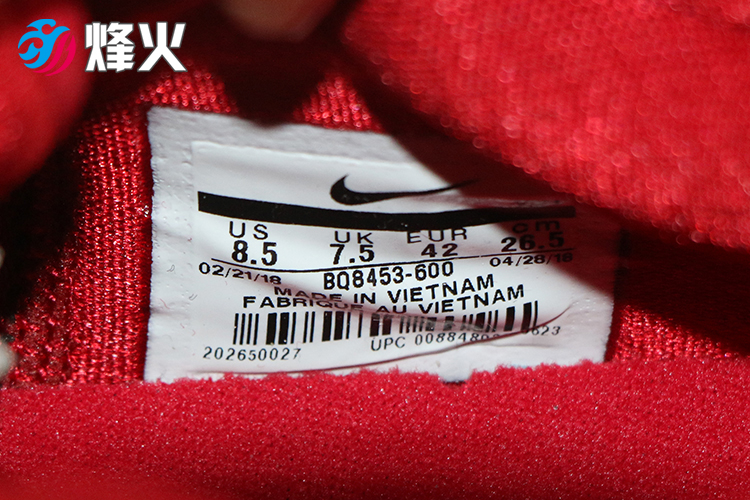 烽火
US UK EUR cm
8.5 7.5 42 26.5
02/21/18 BQ8453-600 04/28/18
MADE IN VIETNAM
FABRIQUE AU VIETNAM
202650027 UPC